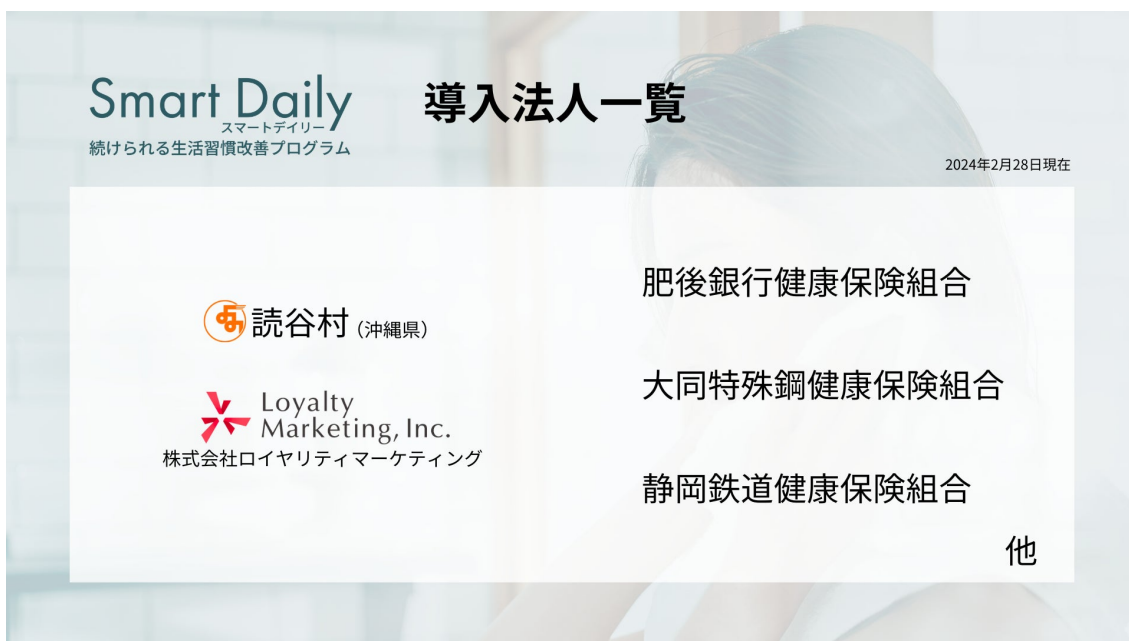 Smart Daily
スマートデイリー
続けられる生活習慣改善プログラム
導入法人一覧
2024年2月28日現在
読谷村(沖縄県)
Loyalty
Marketing, Inc.
株式会社ロイヤリティマーケティング
肥後銀行健康保険組合
大同特殊鋼健康保険組合
静岡鉄道健康保険組合
他